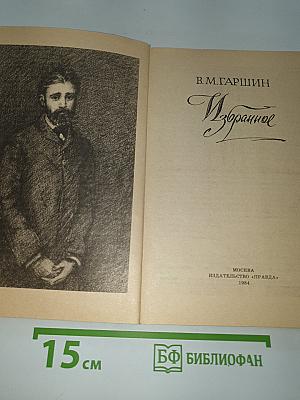 В. М. ГАРШИН
Избранное
МОСКВА
ИЗДАТЕЛЬСТВО «ПРАВДА»
1984
15 см
БФ БИБЛИОФАН